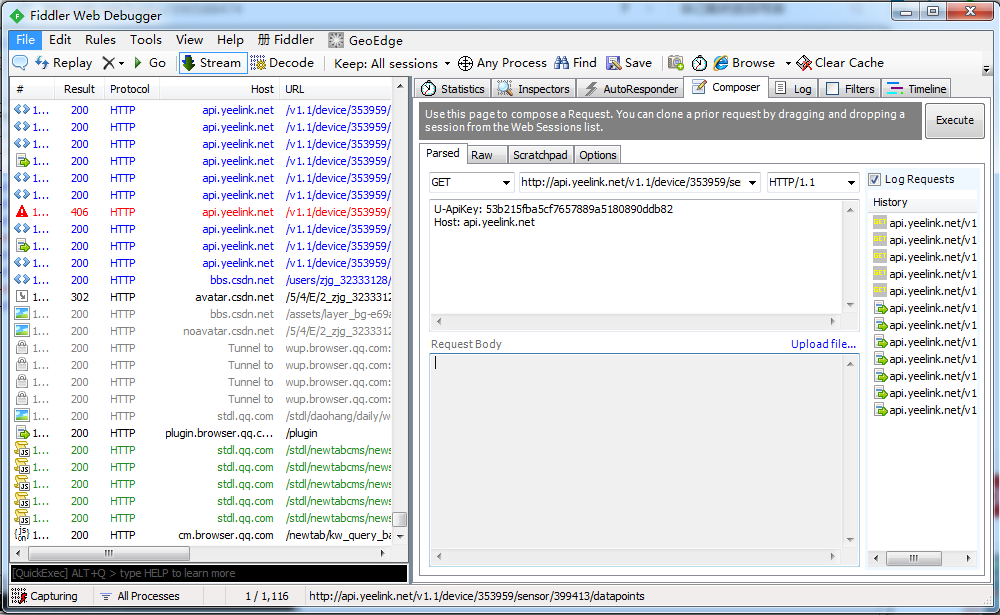 Fiddler Web Debugger
File Edit Rules Tools View Help 册 Fiddler GeoEdge
Replay Go Stream Decode Keep: All sessions Any Process Find Save Browse Clear Cache
# Result Protocol Host URL
1... 200 HTTP api.yeelink.net /v1.1/device/353959/
1... 200 HTTP api.yeelink.net /v1.1/device/353959/
1... 200 HTTP api.yeelink.net /v1.1/device/353959/
1... 200 HTTP api.yeelink.net /v1.1/device/353959/
1... 200 HTTP api.yeelink.net /v1.1/device/353959/
1... 200 HTTP api.yeelink.net /v1.1/device/353959/
1... 406 HTTP api.yeelink.net /v1.1/device/353959/
1... 200 HTTP api.yeelink.net /v1.1/device/353959/
1... 200 HTTP api.yeelink.net /v1.1/device/353959/
1... 200 HTTP api.yeelink.net /v1.1/device/353959/
1... 200 HTTP bbs.csdn.net /users/zjg_32333128/
1... 302 HTTP avatar.csdn.net /5/4/E/2_zjg_3233312
1... 200 HTTP bbs.csdn.net /assets/layer_bg-e69a
1... 200 HTTP noavatar.csdn.net /5/4/E/2_zjg_3233312
1... 200 HTTP Tunnel to wup.browser.qq.com:
1... 200 HTTP Tunnel to wup.browser.qq.com:
1... 200 HTTP Tunnel to wup.browser.qq.com:
1... 200 HTTP Tunnel to wup.browser.qq.com:
1... 200 HTTP stdl.qq.com /stdl/daohang/daily/w
1... 200 HTTP plugin.browser.qq.c... /plugin
1... 200 HTTP stdl.qq.com /stdl/newtabcms/news
1... 200 HTTP stdl.qq.com /stdl/newtabcms/news
1... 200 HTTP stdl.qq.com /stdl/newtabcms/news
1... 200 HTTP stdl.qq.com /stdl/newtabcms/news
1... 200 HTTP stdl.qq.com /stdl/newtabcms/news
1... 200 HTTP cm.browser.qq.com /newtab/kw_query_ba
[QuickExec] ALT+Q > type HELP to learn more
Statistics Inspectors AutoResponder Composer Log Filters Timeline
Use this page to compose a Request. You can clone a prior request by dragging and dropping a
session from the Web Sessions list.
Execute
Parsed Raw Scratchpad Options
GET http://api.yeelink.net/v1.1/device/353959/se HTTP/1.1
U-ApiKey: 53b215fba5cf7657889a5180890ddb82
Host: api.yeelink.net
Request Body Upload file...
Log Requests
History
GET api.yeelink.net/v1
GET api.yeelink.net/v1
GET api.yeelink.net/v1
GET api.yeelink.net/v1
GET api.yeelink.net/v1
api.yeelink.net/v1
api.yeelink.net/v1
api.yeelink.net/v1
api.yeelink.net/v1
api.yeelink.net/v1
api.yeelink.net/v1
api.yeelink.net/v1
Capturing All Processes 1 / 1,116 http://api.yeelink.net/v1.1/device/353959/sensor/399413/datapoints